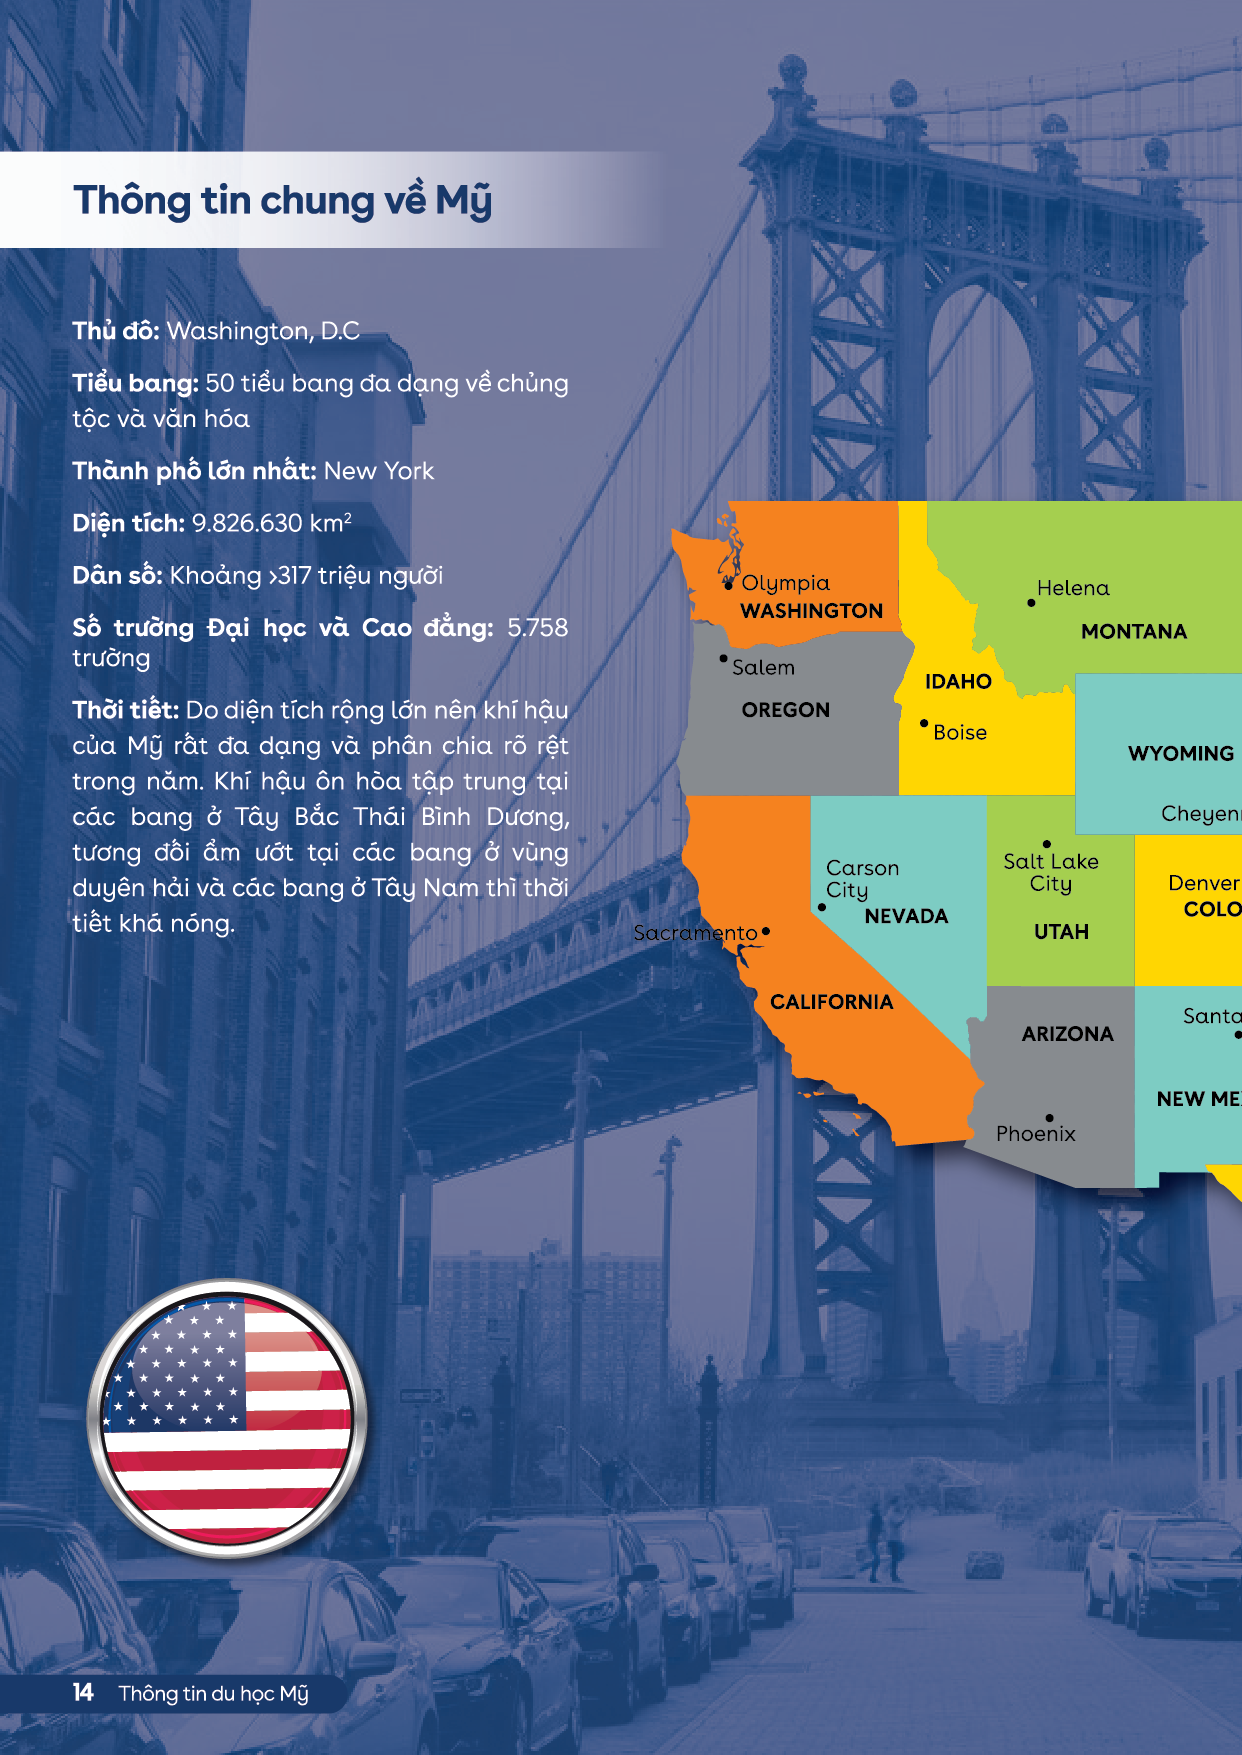 Thông tin chung về Mỹ
Thủ đô: Washington, D.C
Tiểu bang: 50 tiểu bang đa dạng về chủng
tộc và văn hóa
Thành phố lớn nhất: New York
Diện tích: 9.826.630 km²
Dân số: Khoảng >317 triệu người
Số trường Đại học và Cao đẳng: 5.758
trường
Thời tiết: Do diện tích rộng lớn nên khí hậu
của Mỹ rất đa dạng và phân chia rõ rệt
trong năm. Khí hậu ôn hòa tập trung tại
các bang ở Tây Bắc Thái Bình Dương,
tương đối ẩm ướt tại các bang ở vùng
duyên hải và các bang ở Tây Nam thì thời
tiết khá nóng.
Olympia
WASHINGTON
Helena
MONTANA
Salem
OREGON
IDAHO
Boise
WYOMING
Cheyenn
Carson
City
NEVADA
Salt Lake
City
UTAH
Denver
COLO
Sacramento
CALIFORNIA
ARIZONA
Phoenix
Santa
NEW ME
14 Thông tin du học Mỹ